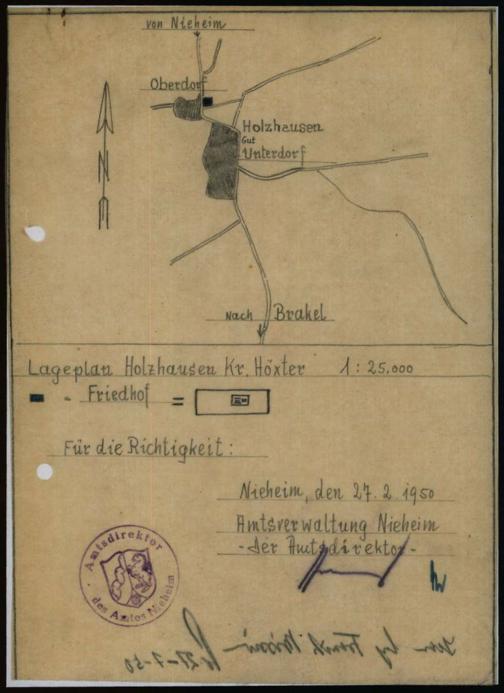 von Nieheim
Oberdorf
Holzhausen
Gut
Unterdorf
N
Nach Brakel
Lageplan Holzhausen Kr. Höxter 1:25.000
- Friedhof =
Für die Richtigkeit:
Nieheim, den 27. 2. 1950
Amtsverwaltung Nieheim
- der Amtsdirektor -
Amtsdirektor
des Amtes Nieheim